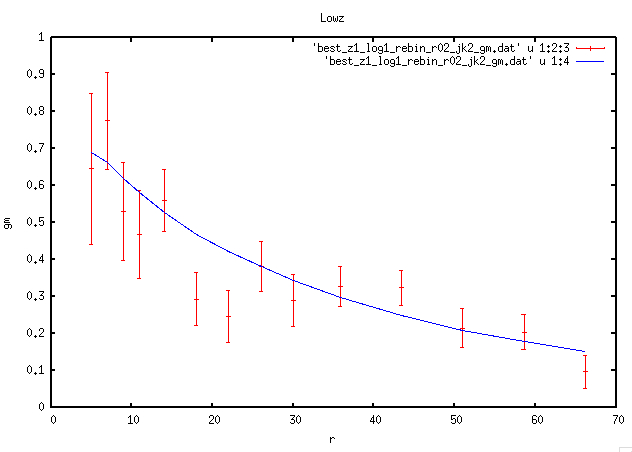 Lowz
'best_z1_log1_rebin_r02_jk2_gm.dat' u 1:2:3
'best_z1_log1_rebin_r02_jk2_gm.dat' u 1:4
1
0.9
0.8
0.7
0.6
0.5
0.4
0.3
0.2
0.1
0
gm
0 10 20 30 40 50 60 70
r